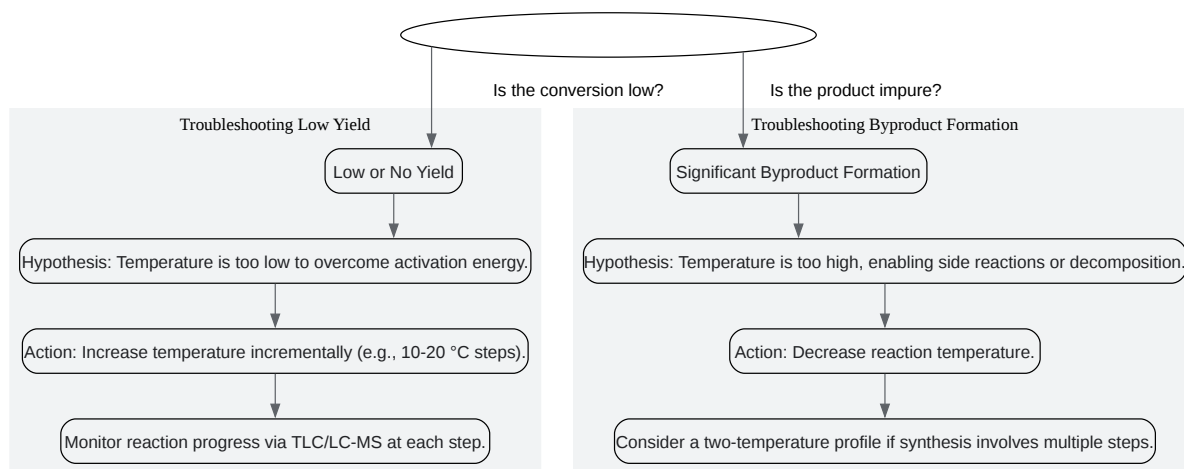 Is the conversion low?
Is the product impure?
Troubleshooting Low Yield
Troubleshooting Byproduct Formation
Low or No Yield
Significant Byproduct Formation
Hypothesis: Temperature is too low to overcome activation energy.
Hypothesis: Temperature is too high, enabling side reactions or decomposition.
Action: Increase temperature incrementally (e.g., 10-20 °C steps).
Action: Decrease reaction temperature.
Monitor reaction progress via TLC/LC-MS at each step.
Consider a two-temperature profile if synthesis involves multiple steps.